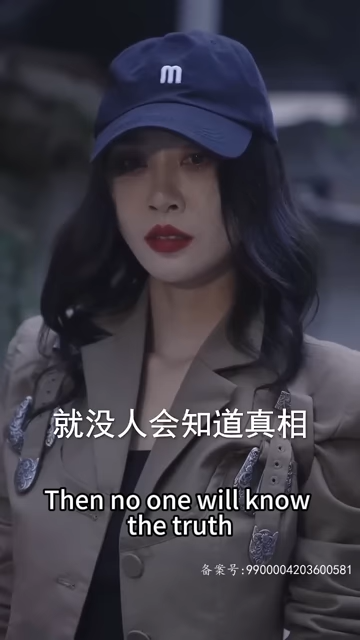 m
就没人会知道真相
Then no one will know
the truth
备案号:9900004203600581